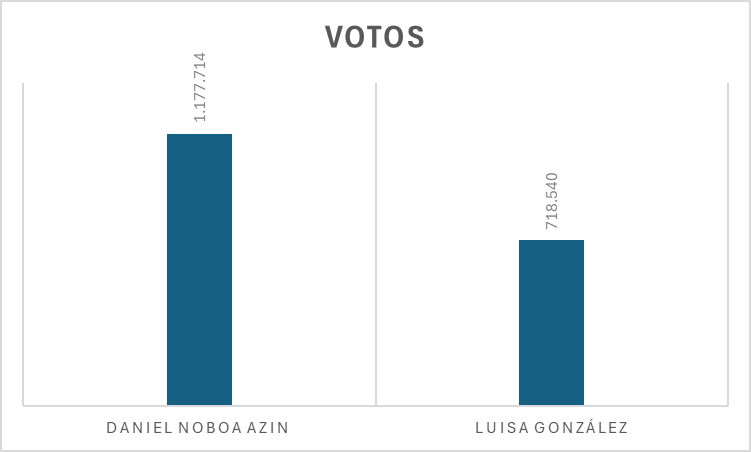 VOTOS
1.177.714
718.540
DANIEL NOBOA AZIN
LUISA GONZÁLEZ